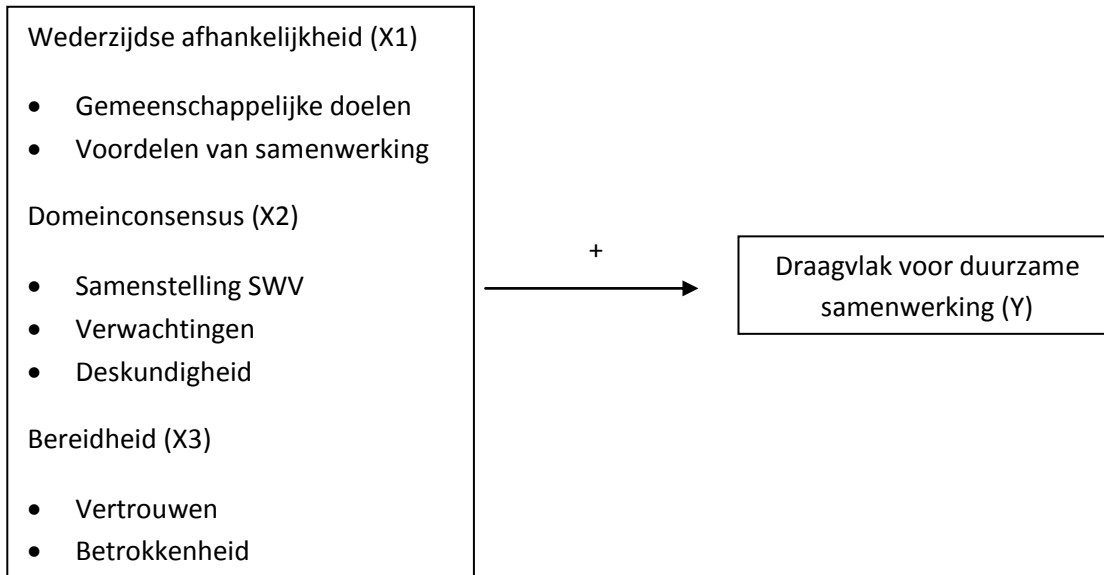 Wederzijdse afhankelijkheid (X1)
• Gemeenschappelijke doelen
• Voordelen van samenwerking
Domeinconsensus (X2)
• Samenstelling SWV
• Verwachtingen
• Deskundigheid
Bereidheid (X3)
• Vertrouwen
• Betrokkenheid
+
Draagvlak voor duurzame
samenwerking (Y)